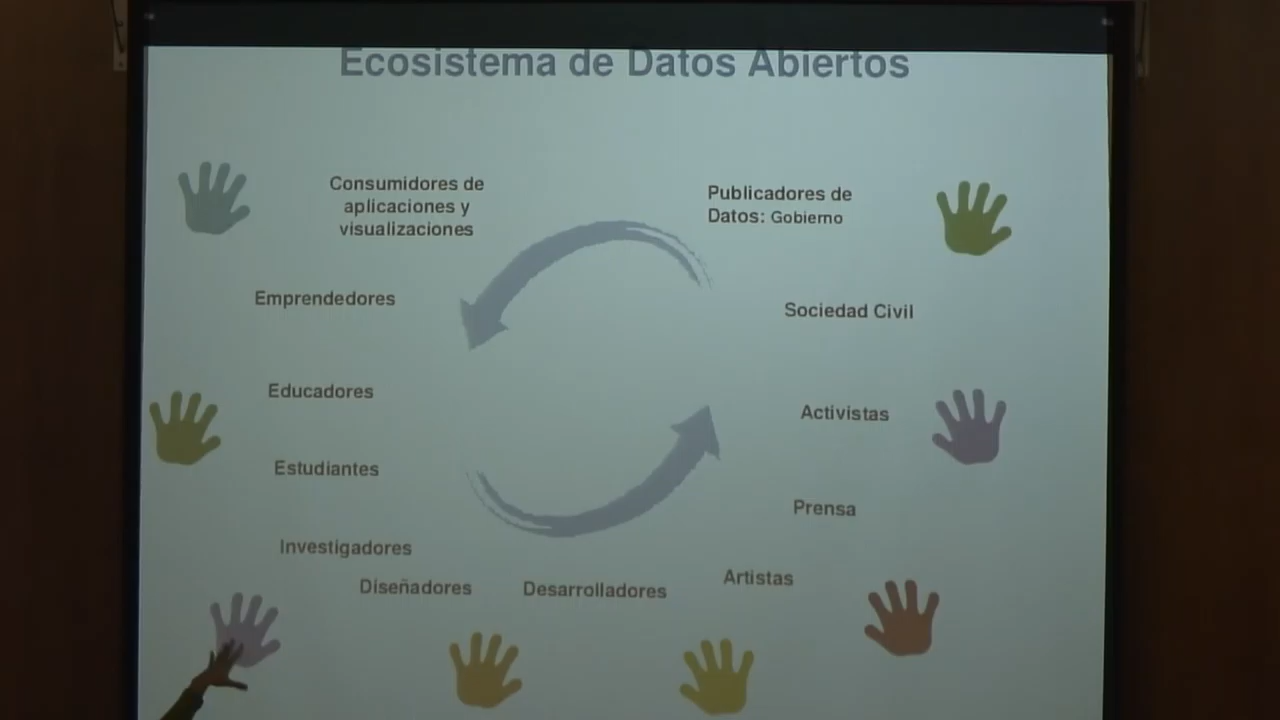 Ecosistema de Datos Abiertos
Consumidores de
aplicaciones y
visualizaciones
Publicadores de
Datos: Gobierno
Emprendedores
Sociedad Civil
Educadores
Activistas
Estudiantes
Prensa
Investigadores
Diseñadores
Desarrolladores
Artistas